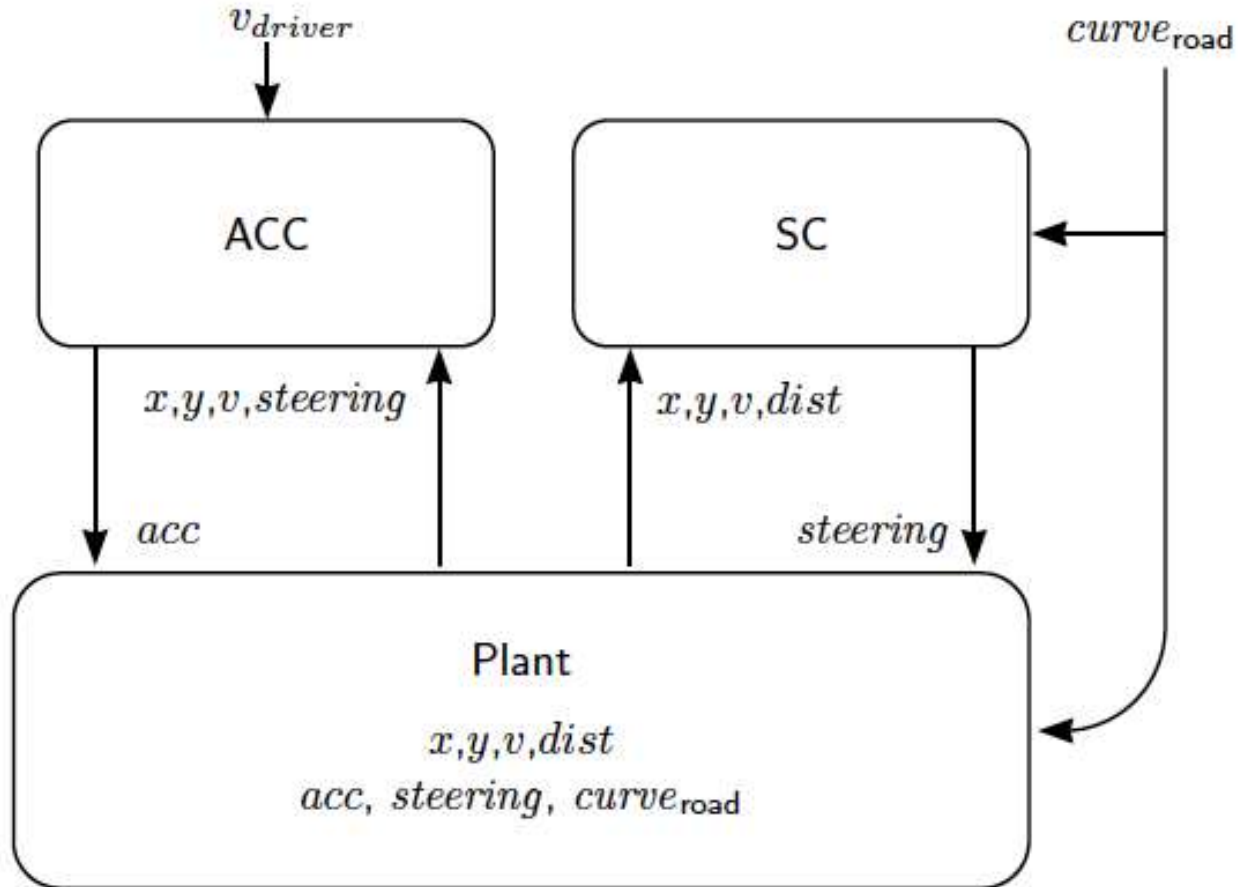 v_driver
curve_road
ACC
SC
x,y,v,steering
x,y,v,dist
acc
steering
Plant
x,y,v,dist
acc, steering, curve_road